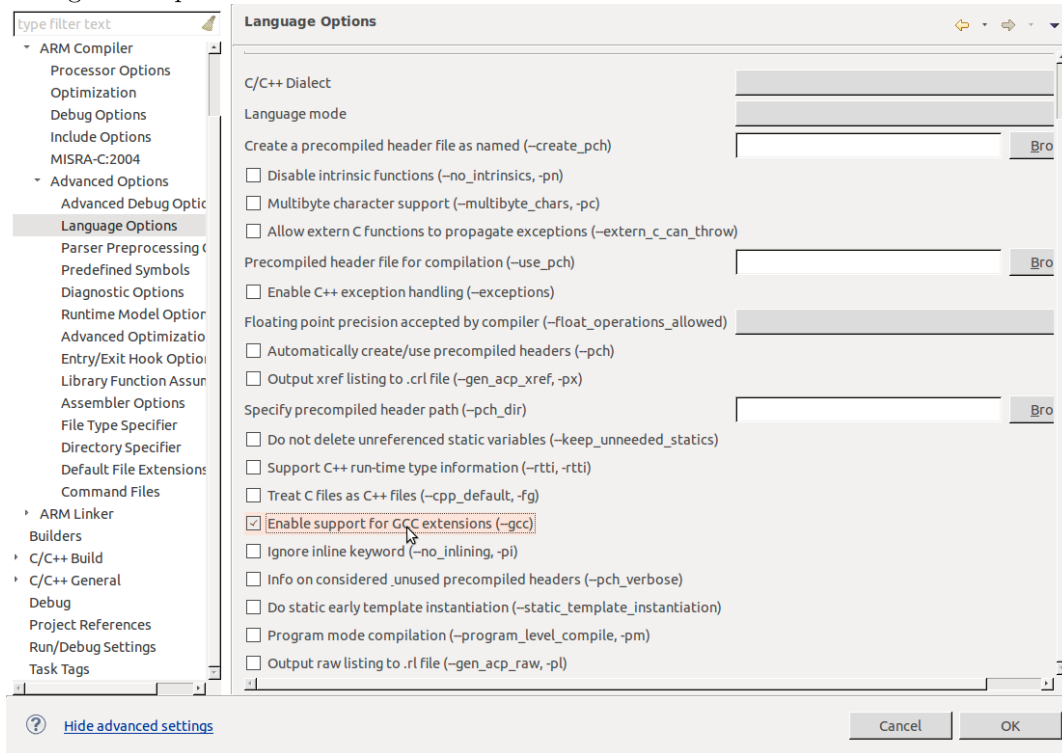 type filter text
ARM Compiler
Processor Options
Optimization
Debug Options
Include Options
MISRA-C:2004
Advanced Options
Advanced Debug Optic
Language Options
Parser Preprocessing
Predefined Symbols
Diagnostic Options
Runtime Model Option
Advanced Optimizatio
Entry/Exit Hook Option
Library Function Assum
Assembler Options
File Type Specifier
Directory Specifier
Default File Extensions
Command Files
ARM Linker
Builders
C/C++ Build
C/C++ General
Debug
Project References
Run/Debug Settings
Task Tags
Language Options
C/C++ Dialect
Language mode
Create a precompiled header file as named (--create_pch)
Bro
Disable intrinsic functions (--no_intrinsics, -pn)
Multibyte character support (--multibyte_chars, -pc)
Allow extern C functions to propagate exceptions (--extern_c_can_throw)
Precompiled header file for compilation (--use_pch)
Bro
Enable C++ exception handling (--exceptions)
Floating point precision accepted by compiler (--float_operations_allowed)
Automatically create/use precompiled headers (--pch)
Output xref listing to .crl file (--gen_acp_xref, -px)
Specify precompiled header path (--pch_dir)
Bro
Do not delete unreferenced static variables (--keep_unneeded_statics)
Support C++ run-time type information (--rtti, -rtti)
Treat C files as C++ files (--cpp_default, -fg)
Enable support for GCC extensions (--gcc)
Ignore inline keyword (--no_inlining, -pi)
Info on considered_unused precompiled headers (--pch_verbose)
Do static early template instantiation (--static_template_instantiation)
Program mode compilation (--program_level_compile, -pm)
Output raw listing to .rl file (--gen_acp_raw, -pl)
Hide advanced settings
Cancel
OK